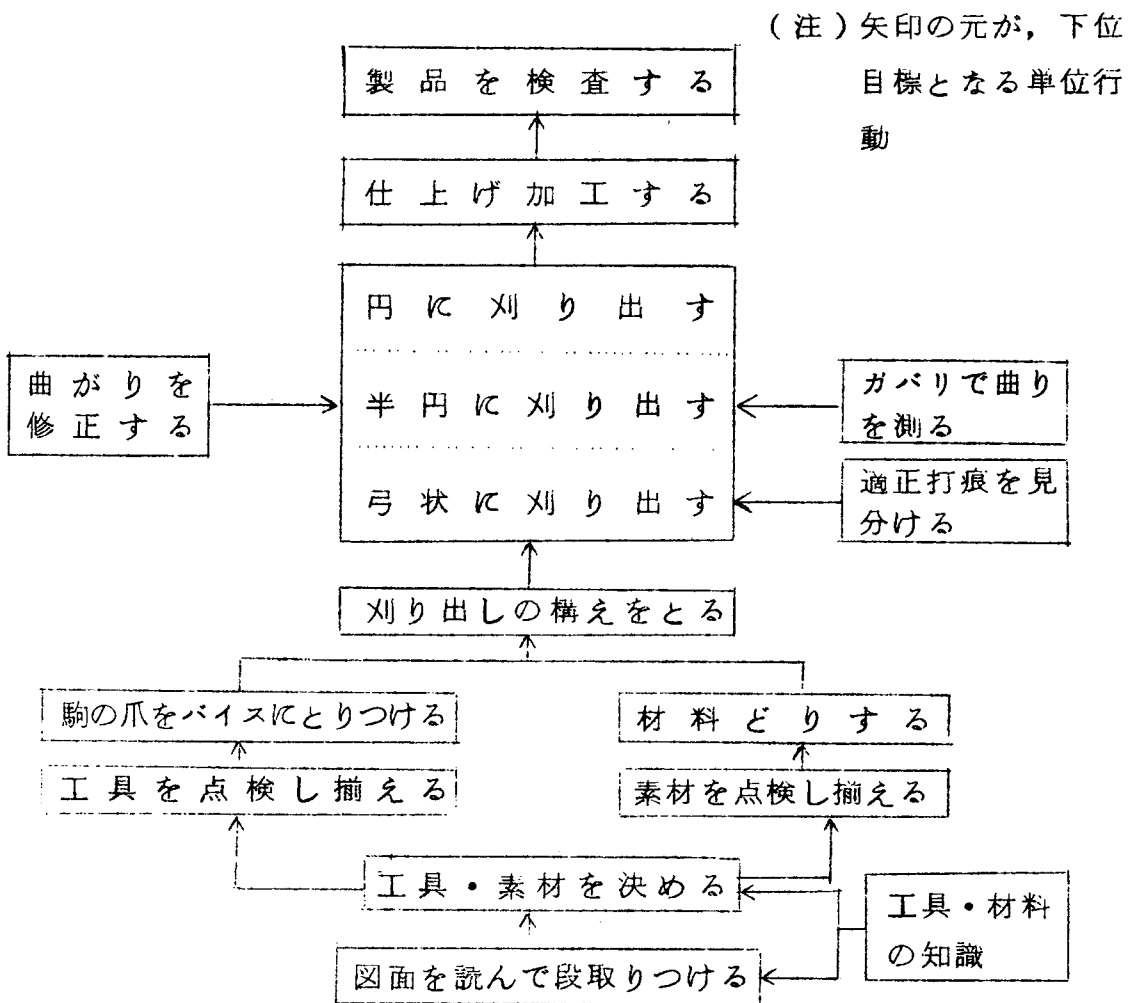 (注)矢印の元が，下位
目標となる単位行
動
製品を検査する
仕上げ加工する
円に刈り出す
曲がりを
修正する
半円に刈り出す
ガバリで曲り
を測る
弓状に刈り出す
適正打痕を見
分ける
刈り出しの構えをとる
駒の爪をバイスにとりつける
材料どりする
工具を点検し揃える
素材を点検し揃える
工具・素材を決める
工具・材料
の知識
図面を読んで段取りつける